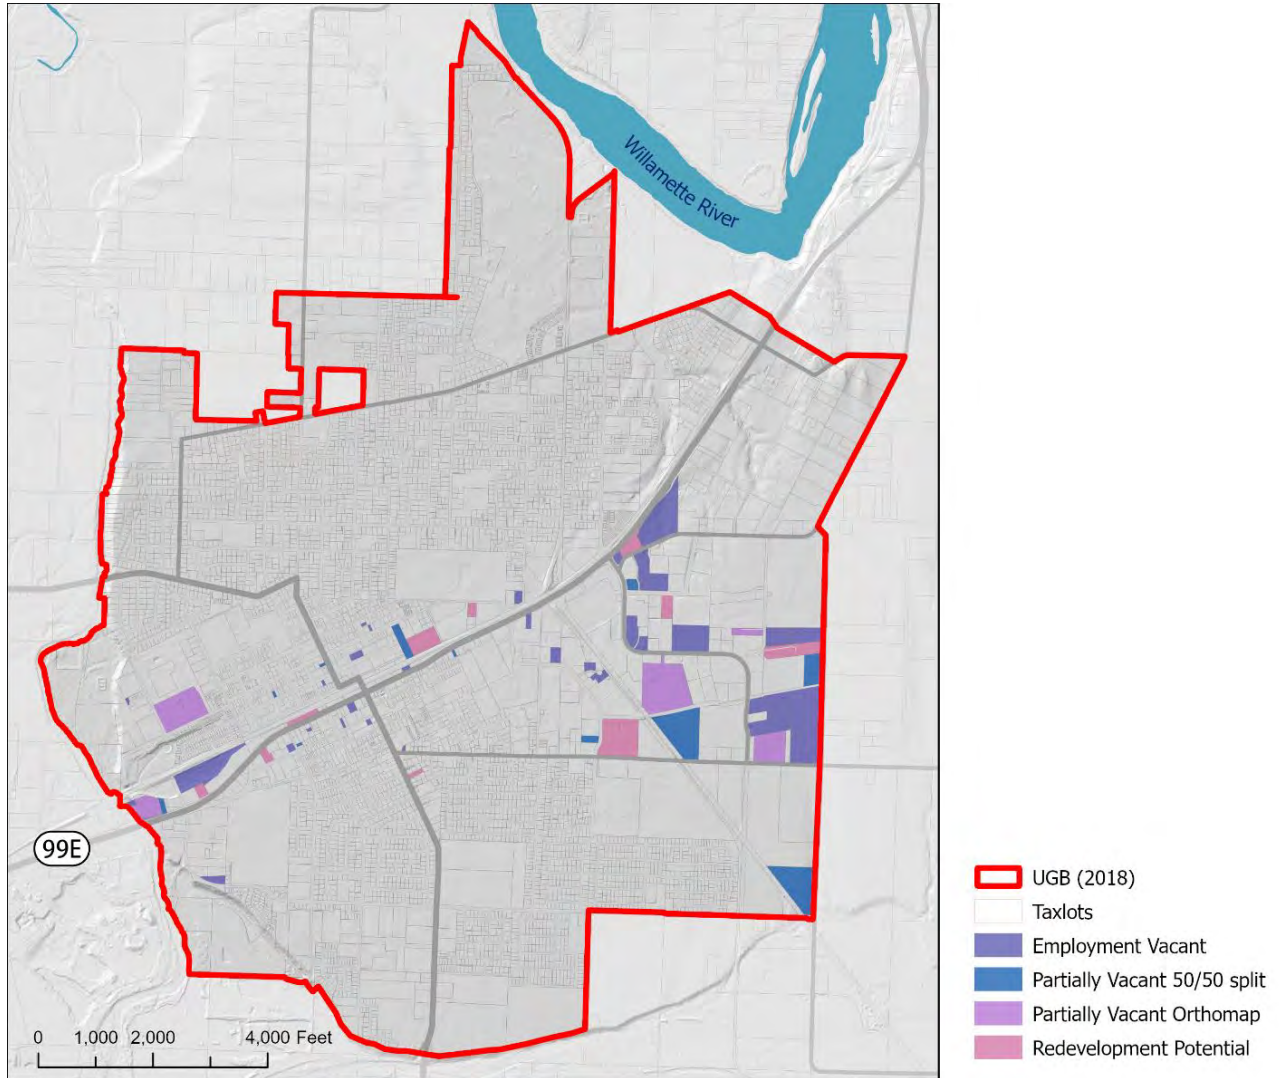 Willamette River
99E
0 1,000 2,000 4,000 Feet
UGB (2018)
Taxlots
Employment Vacant
Partially Vacant 50/50 split
Partially Vacant Orthomap
Redevelopment Potential